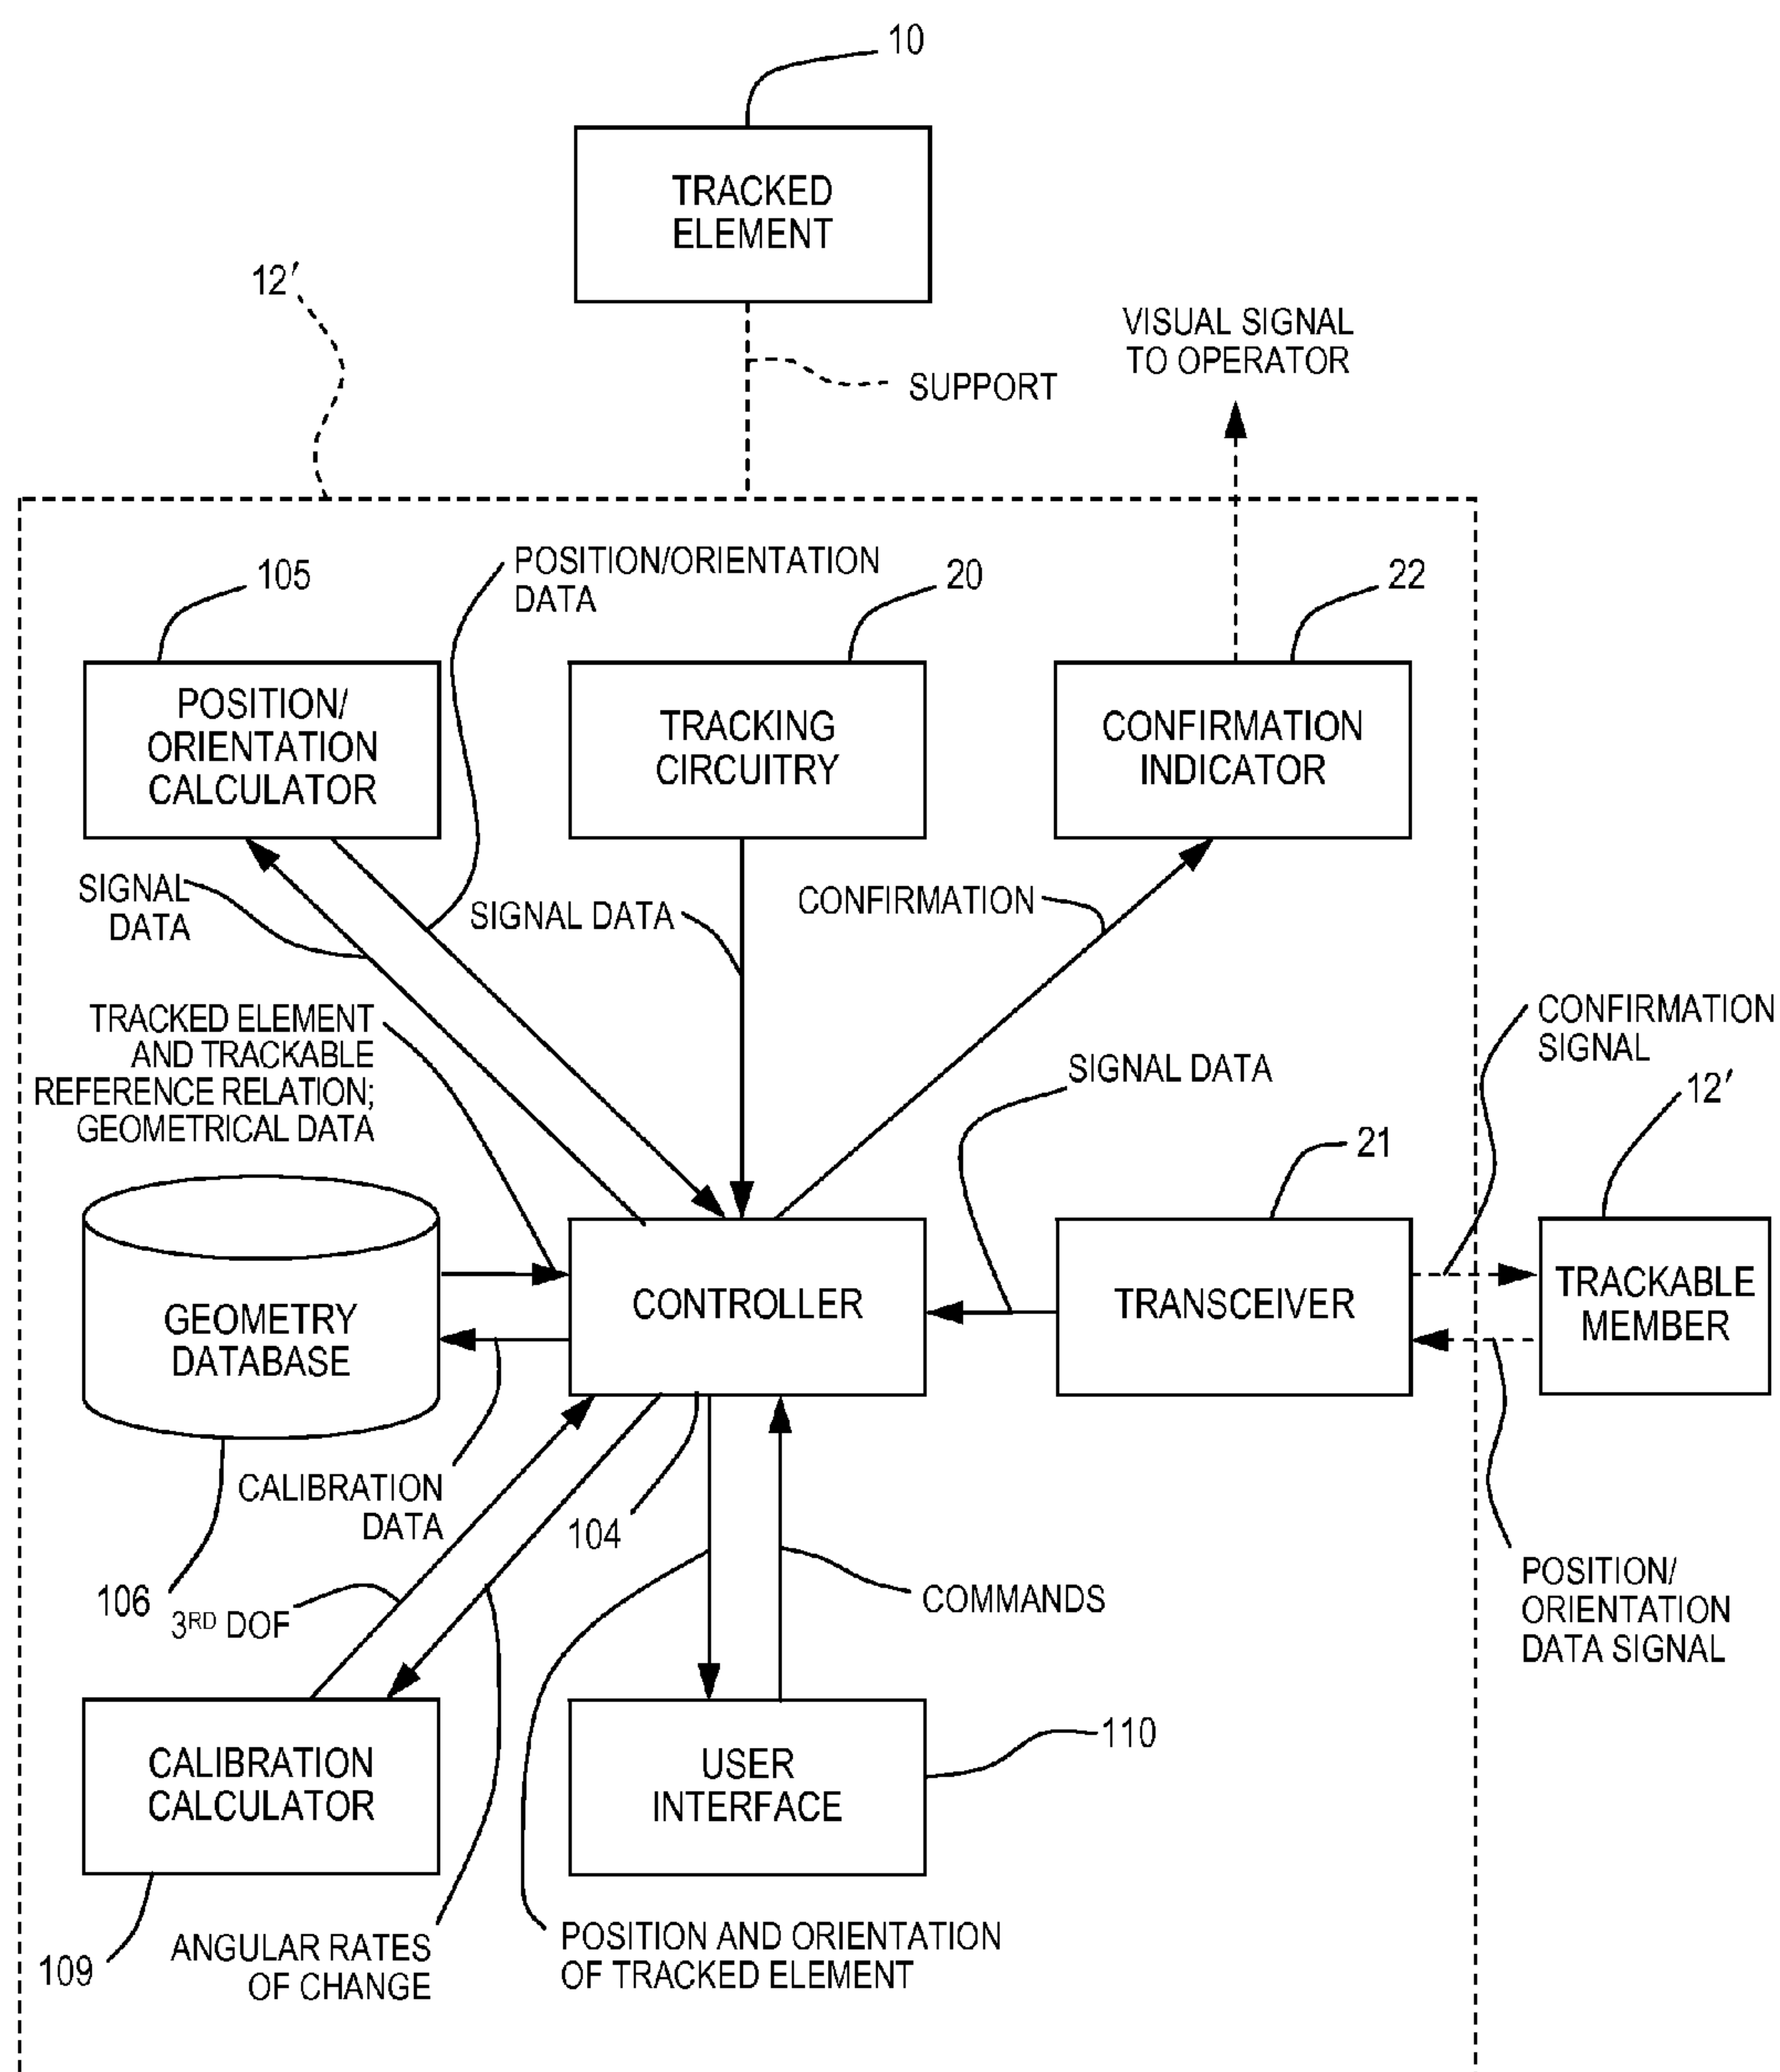 10
TRACKED
ELEMENT
12′
VISUAL SIGNAL
TO OPERATOR
SUPPORT
105
POSITION/ORIENTATION
DATA
20
22
POSITION/
ORIENTATION
CALCULATOR
TRACKING
CIRCUITRY
CONFIRMATION
INDICATOR
SIGNAL
DATA
SIGNAL DATA
CONFIRMATION
TRACKED ELEMENT
AND TRACKABLE
REFERENCE RELATION;
GEOMETRICAL DATA
CONFIRMATION
SIGNAL
SIGNAL DATA
12′
21
GEOMETRY
DATABASE
CONTROLLER
TRANSCEIVER
TRACKABLE
MEMBER
CALIBRATION
DATA
104
106
3RD DOF
COMMANDS
POSITION/
ORIENTATION
DATA SIGNAL
CALIBRATION
CALCULATOR
USER
INTERFACE
110
109
ANGULAR RATES
OF CHANGE
POSITION AND ORIENTATION
OF TRACKED ELEMENT